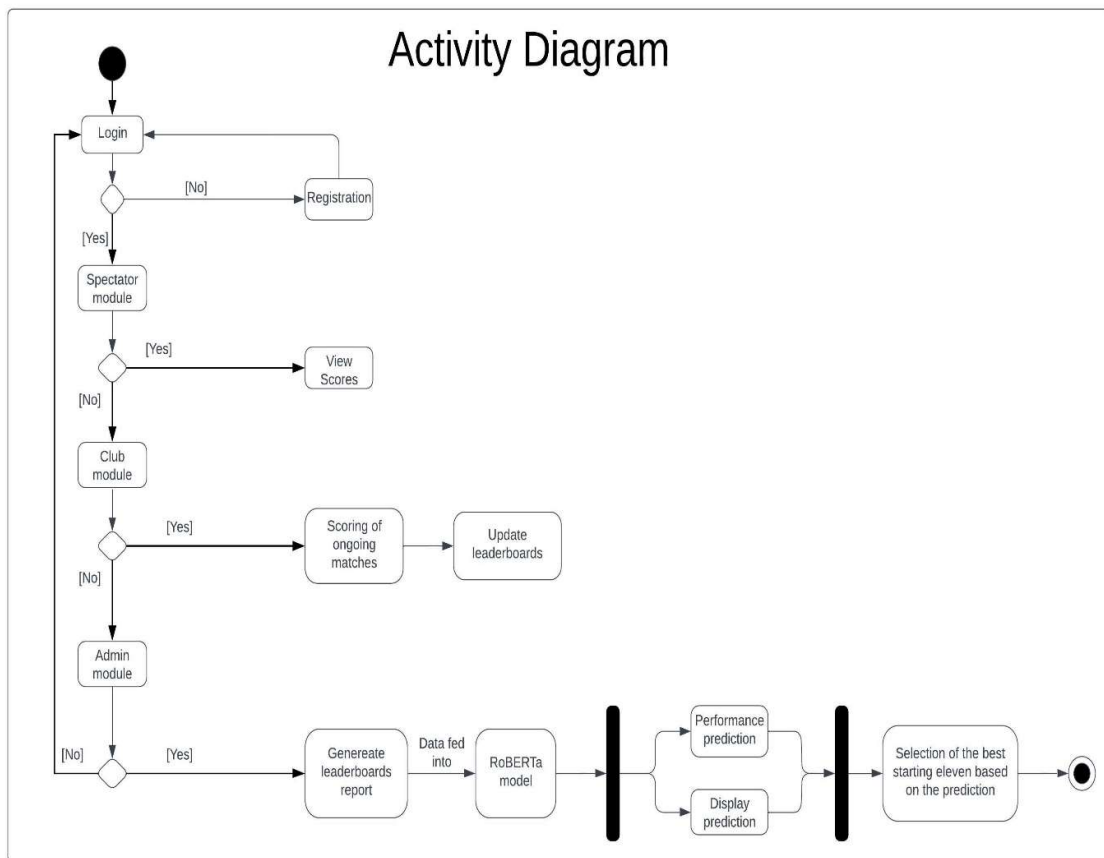 Activity Diagram
Login
[No]
Registration
[Yes]
Spectator
module
[Yes]
View
Scores
[No]
Club
module
[Yes]
Scoring of
ongoing
matches
Update
leaderboards
[No]
Admin
module
[No]
[Yes]
Genereate
leaderboards
report
Data fed
into
RoBERTa
model
Performance
prediction
Display
prediction
Selection of the best
starting eleven based
on the prediction